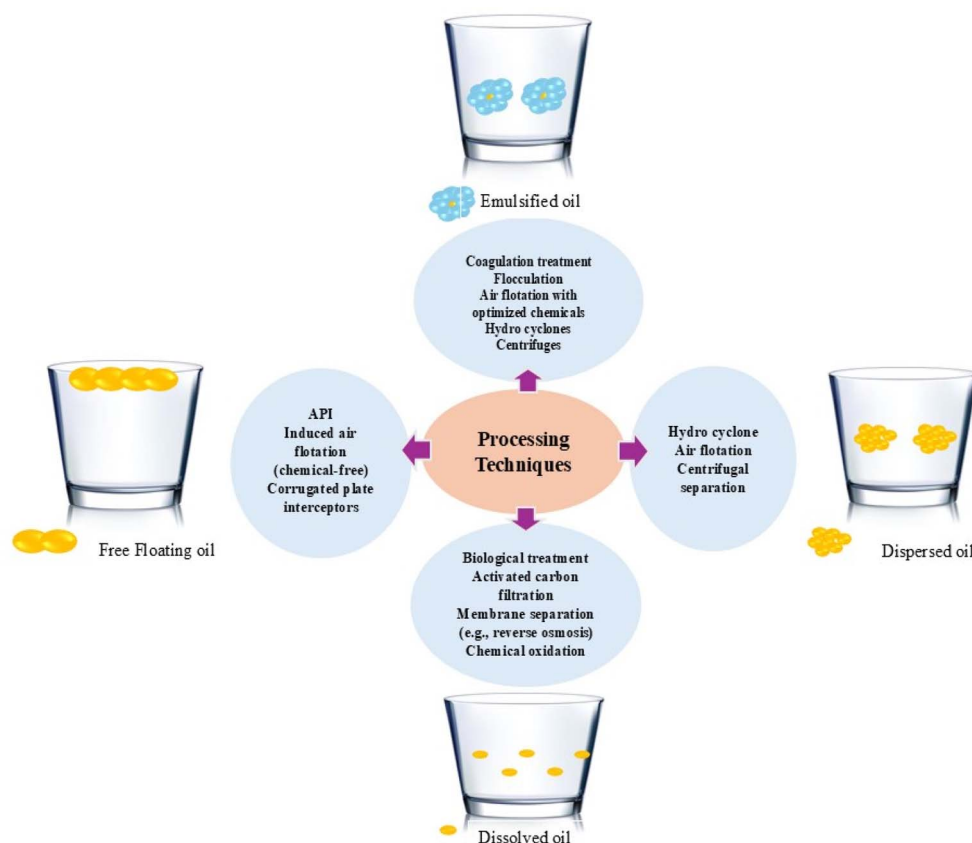 Emulsified oil
Coagulation treatment
Flocculation
Air flotation with
optimized chemicals
Hydro cyclones
Centrifuges
API
Induced air
flotation
(chemical-free)
Corrugated plate
interceptors
Processing
Techniques
Hydro cyclone
Air flotation
Centrifugal
separation
Free Floating oil
Dispersed oil
Biological treatment
Activated carbon
filtration
Membrane separation
(e.g., reverse osmosis)
Chemical oxidation
Dissolved oil